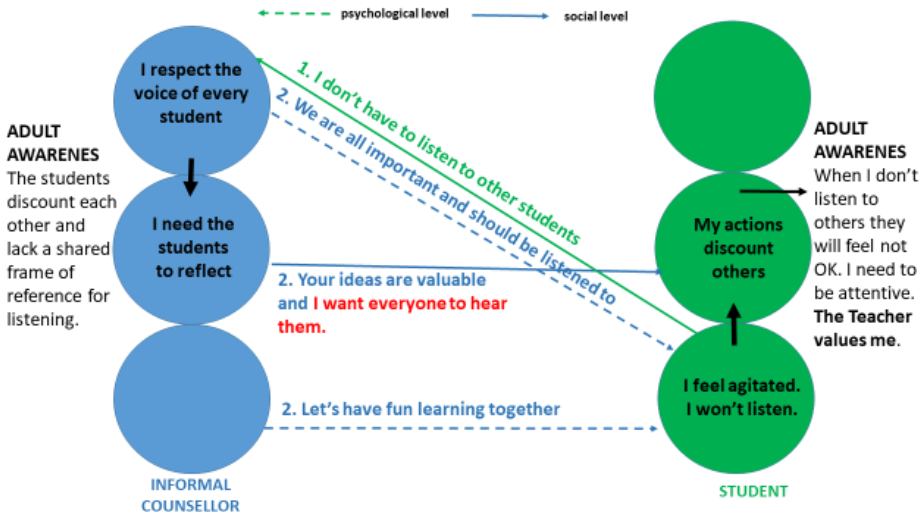 psychological level
social level
I respect the
voice of every
student
1. I don't have to listen to other students
2. We are all important and should be listened to
ADULT
AWARENES
The students
discount each
other and
lack a shared
frame of
reference for
listening.
I need the
students
to reflect
2. Your ideas are valuable
and I want everyone to hear
them.
My actions
discount
others
ADULT
AWARENES
When I don't
listen to
others they
will feel not
OK. I need to
be attentive.
The Teacher
values me.
I feel agitated.
I won't listen.
2. Let's have fun learning together
INFORMAL
COUNSELLOR
STUDENT